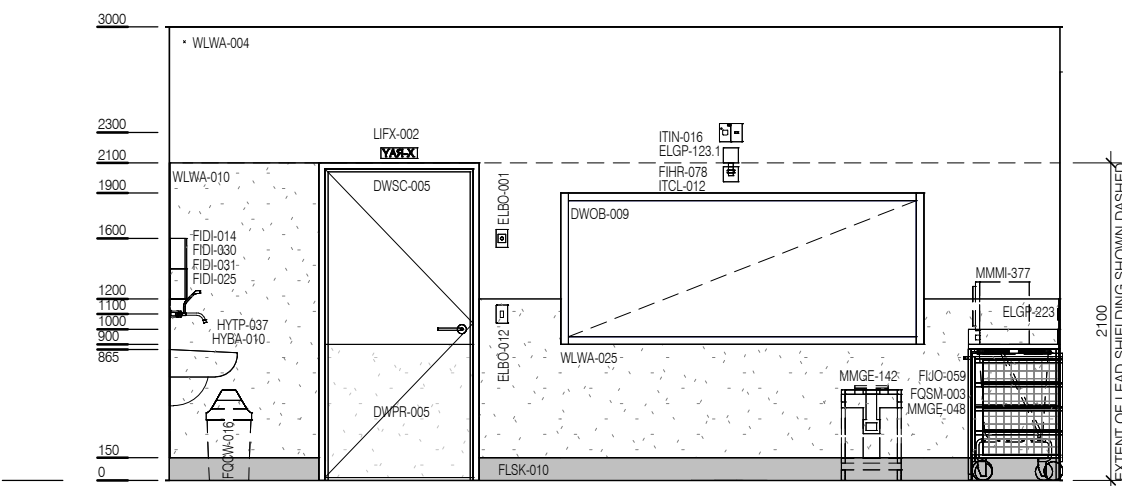 3000
WLWA-004
2300
LIFX-002
X-RAY
ITIN-016
ELGP-123.1
2100
WLWA-010
DWSC-005
ELBO-001
FIHR-078
ITCL-012
1900
DWOB-009
1600
FIDI-014
FIDI-030
FIDI-031
FIDI-025
MMMI-377
1200
1100
ELGP-223
1000
HYTP-037
HYBA-010
900
865
ELBO-012
WLWA-025
MMGE-142
FIJO-059
FQSM-003
MMGE-048
DWPR-005
FQCW-016
150
0
FLSK-010
2100
EXTENT OF LEAD SHIELDING SHOWN DASHED